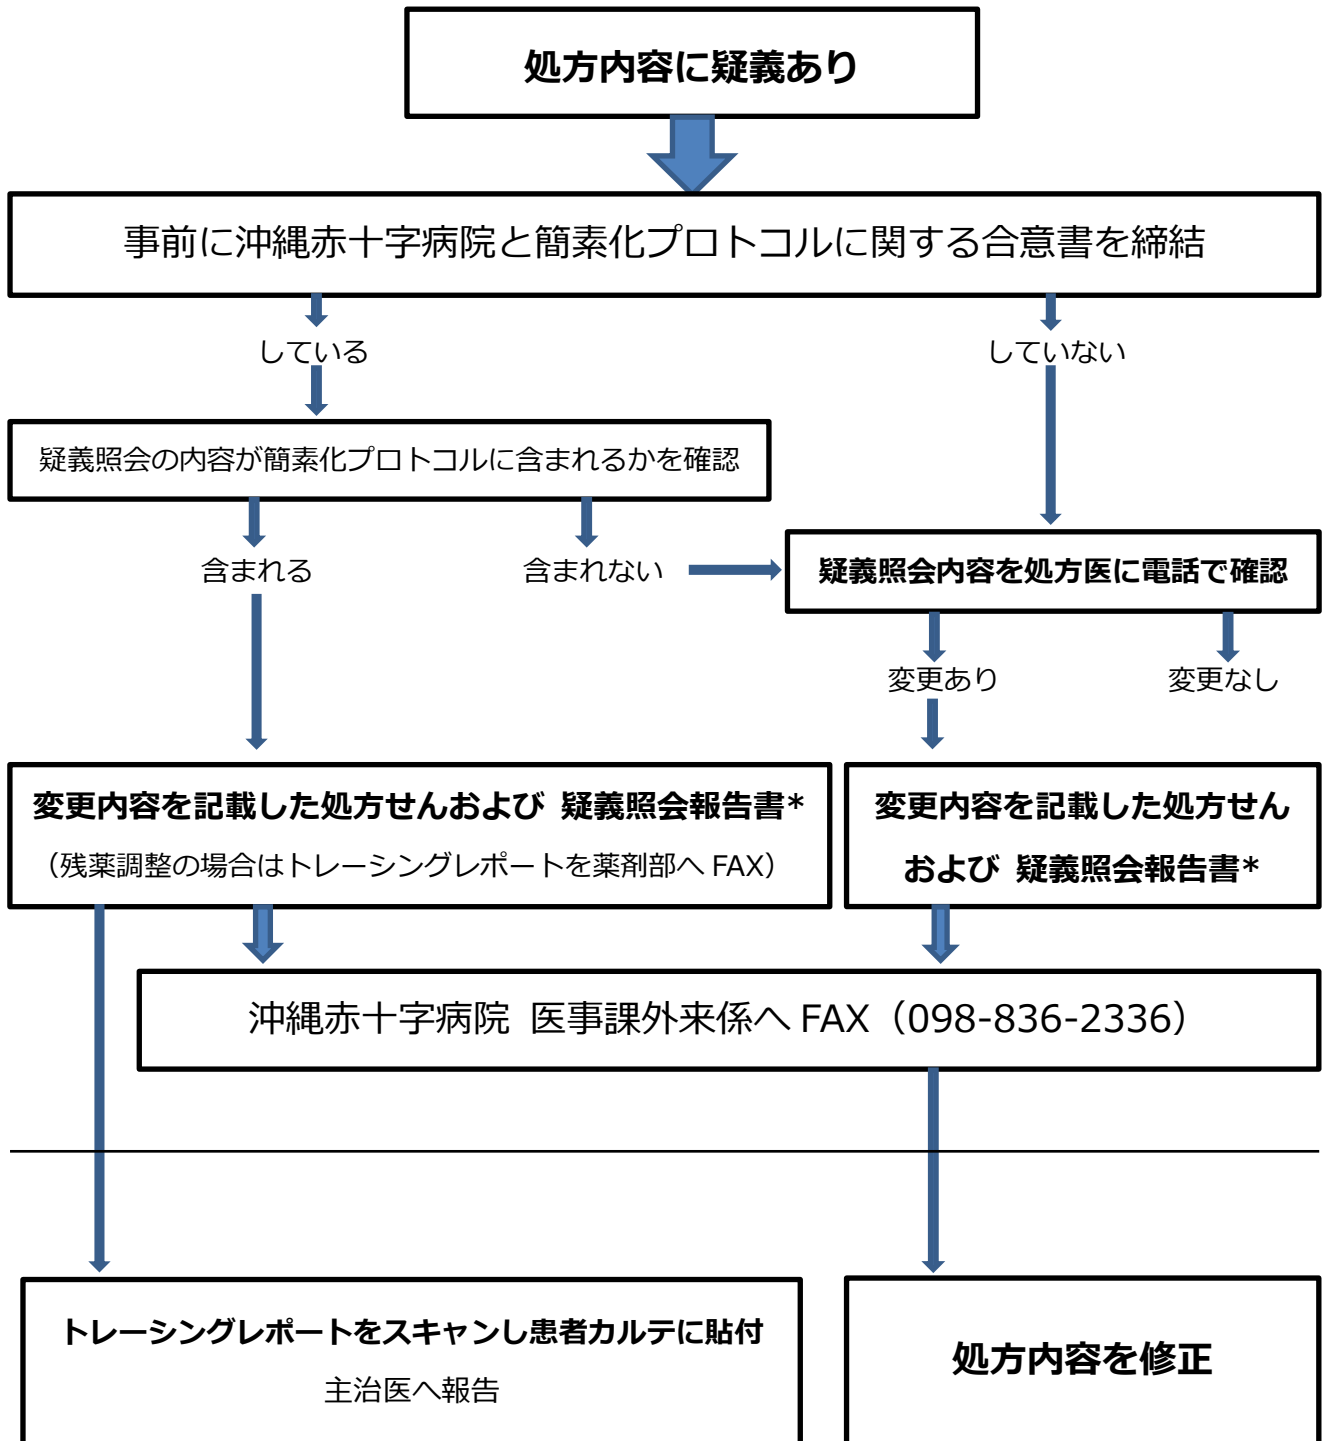 処方内容に疑義あり
事前に沖縄赤十字病院と簡素化プロトコルに関する合意書を締結
している
していない
疑義照会の内容が簡素化プロトコルに含まれるかを確認
含まれる
含まれない
疑義照会内容を処方医に電話で確認
変更あり
変更なし
変更内容を記載した処方せんおよび 疑義照会報告書*
（残薬調整の場合はトレーシングレポートを薬剤部へ FAX）
変更内容を記載した処方せん
および 疑義照会報告書*
沖縄赤十字病院 医事課外来係へ FAX（098-836-2336）
トレーシングレポートをスキャンし患者カルテに貼付
主治医へ報告
処方内容を修正